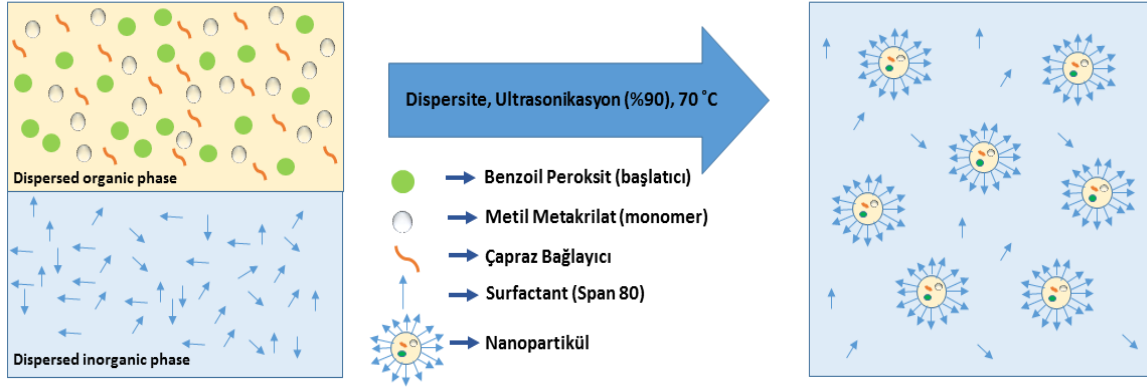 Dispersed organic phase
Dispersed inorganic phase
Dispersite, Ultrasonikasyon (%90), 70 ˚C
Benzoil Peroksit (başlatıcı)
Metil Metakrilat (monomer)
Çapraz Bağlayıcı
Surfactant (Span 80)
Nanopartikül